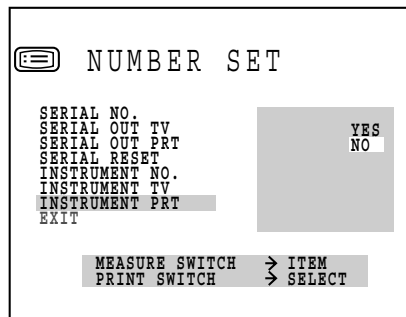 NUMBER SET
SERIAL NO.
SERIAL OUT TV
SERIAL OUT PRT
SERIAL RESET
INSTRUMENT NO.
INSTRUMENT TV
INSTRUMENT PRT
EXIT
YES
NO
MEASURE SWITCH → ITEM
PRINT SWITCH → SELECT